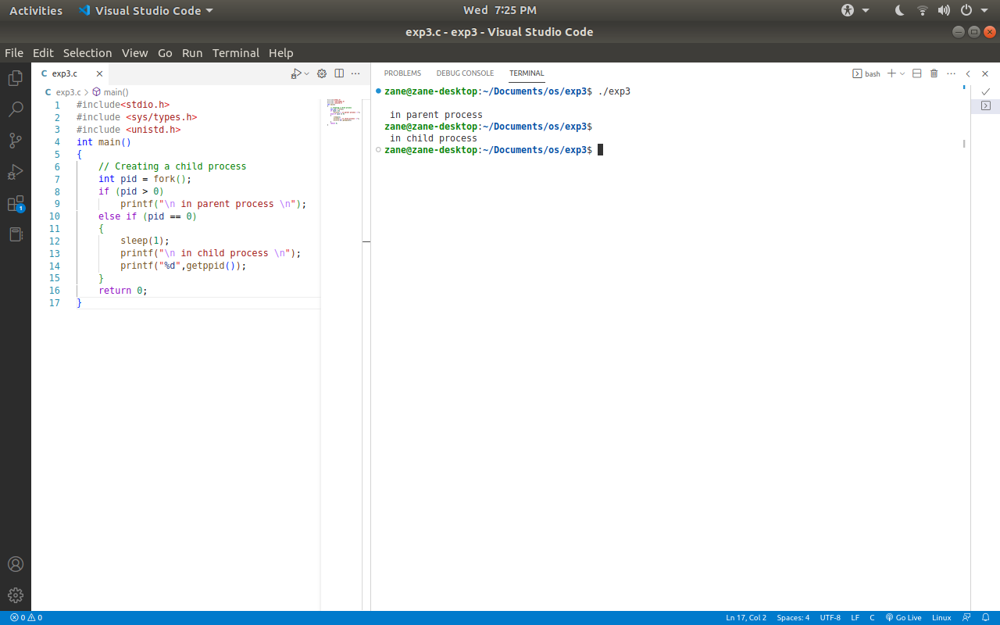 Activities Visual Studio Code Wed 7:25 PM
exp3.c - exp3 - Visual Studio Code
File Edit Selection View Go Run Terminal Help
C exp3.c
C exp3.c > main()
1 #include<stdio.h>
2 #include <sys/types.h>
3 #include <unistd.h>
4 int main()
5 {
6 // Creating a child process
7 int pid = fork();
8 if (pid > 0)
9 printf("\n in parent process \n");
10 else if (pid == 0)
11 {
12 sleep(1);
13 printf("\n in child process \n");
14 printf("%d",getppid());
15 }
16 return 0;
17 }
PROBLEMS DEBUG CONSOLE TERMINAL
bash
zane@zane-desktop:~/Documents/os/exp3$ ./exp3
in parent process
zane@zane-desktop:~/Documents/os/exp3$
in child process
zane@zane-desktop:~/Documents/os/exp3$
1
0 0 Ln 17, Col 2 Spaces: 4 UTF-8 LF C Go Live Linux